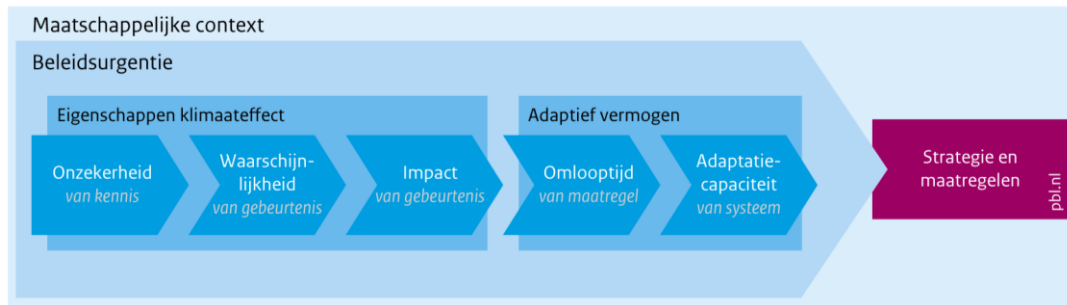 Maatschappelijke context
Beleidsurgentie
Eigenschappen klimaateffect
Onzekerheid
van kennis
Waarschijn-
lijkheid
van gebeurtenis
Impact
van gebeurtenis
Adaptief vermogen
Omlooptijd
van maatregel
Adaptatie-
capaciteit
van systeem
Strategie en
maatregelen
pbl.nl